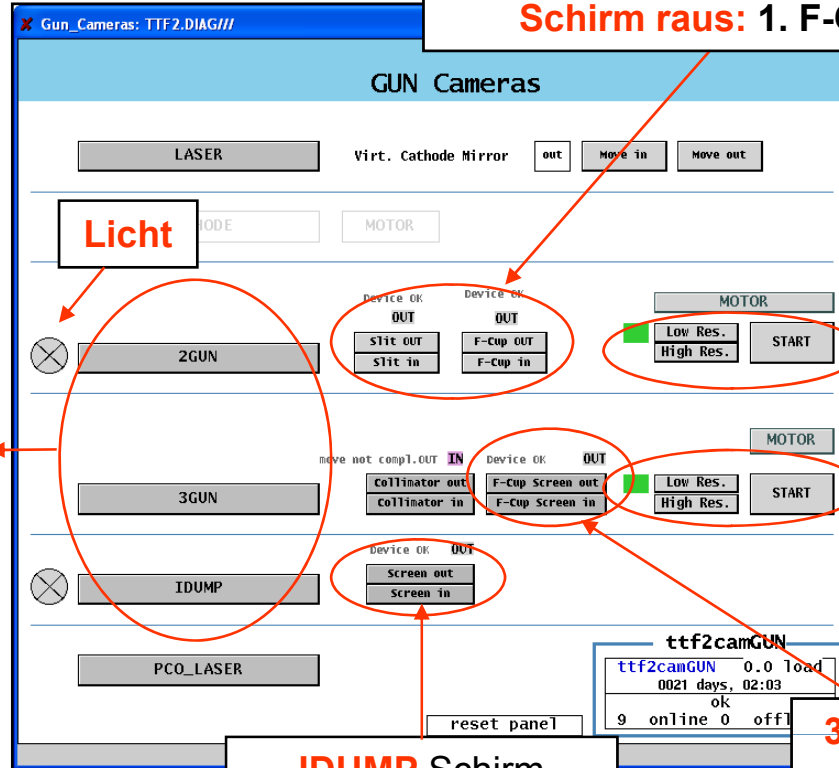 Schirm raus: 1.
Gun_Cameras: TTF2.DIAG///
GUN Cameras
LASER Virt. Cathode Mirror out Move in Move out
MOTOR
Licht
Device OK Device OK
OUT OUT
MOTOR
Slit OUT F-Cup OUT Low Res. START
2GUN
Slit in F-Cup in High Res.
MOTOR
move not compl.OUT IN Device OK OUT
Collimator out F-Cup Screen out Low Res. START
3GUN
Collimator in F-Cup Screen in High Res.
Device OK OUT
Screen out
IDUMP
Screen in
ttf2camGUN
PCO_LASER
ttf2camGUN 0.0 load
0021 days, 02:03
ok
9 online 0
reset panel
IDUMP Schirm